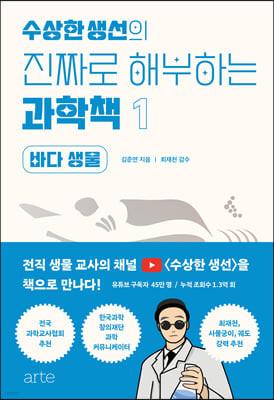 수상한생선의
진짜로 해부하는
과학책 1
바다 생물
김준연 지음 | 최재천 감수
전직 생물 교사의 채널 〈수상한 생선〉을
책으로 만나다! 유튜브 구독자 45만 명 / 누적 조회수 1.3억 회
전국
과학교사협회
추천
한국과학
창의재단
과학
커뮤니케이터
최재천,
사물궁이, 궤도
강력 추천
arte